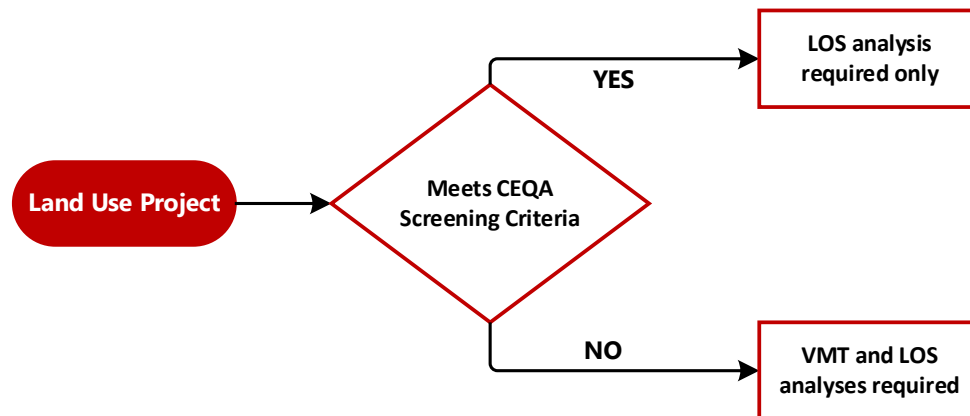 LOS analysis
required only
YES
Land Use Project
Meets CEQA
Screening Criteria
NO
VMT and LOS
analyses required